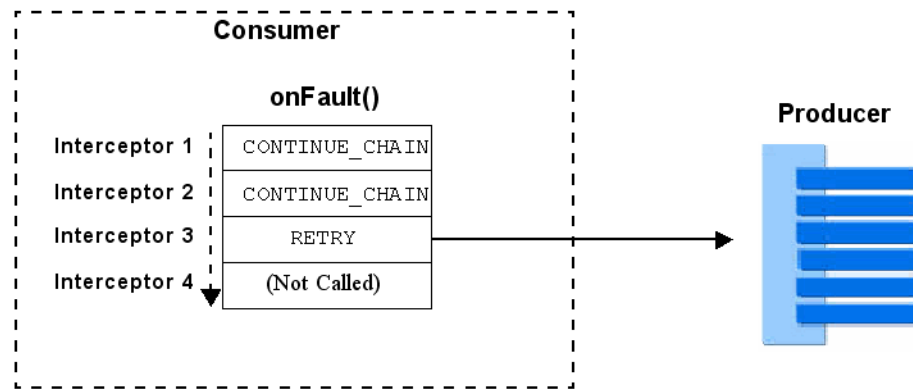 Consumer
onFault()
Producer
Interceptor 1 CONTINUE_CHAIN
Interceptor 2 CONTINUE_CHAIN
Interceptor 3 RETRY
Interceptor 4 (Not Called)